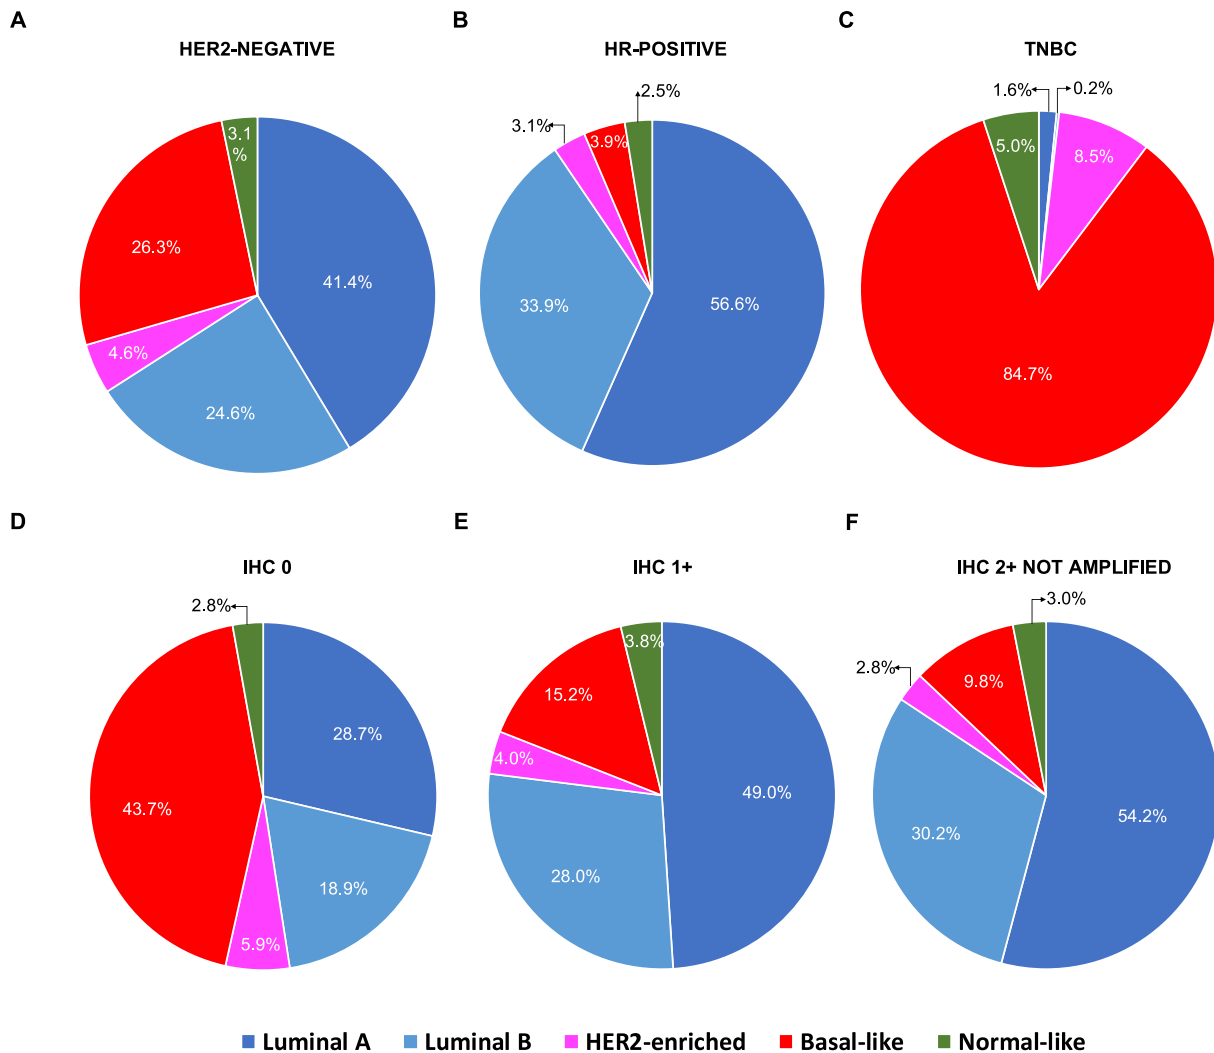 A
HER2-NEGATIVE
3.1
%
41.4%
24.6%
4.6%
26.3%
B
HR-POSITIVE
2.5%
3.1%
3.9%
56.6%
33.9%
C
TNBC
1.6%
0.2%
5.0%
8.5%
84.7%
D
IHC 0
2.8%
28.7%
18.9%
5.9%
43.7%
E
IHC 1+
3.8%
15.2%
4.0%
49.0%
28.0%
F
IHC 2+ NOT AMPLIFIED
3.0%
2.8%
9.8%
54.2%
30.2%
Luminal A Luminal B HER2-enriched Basal-like Normal-like